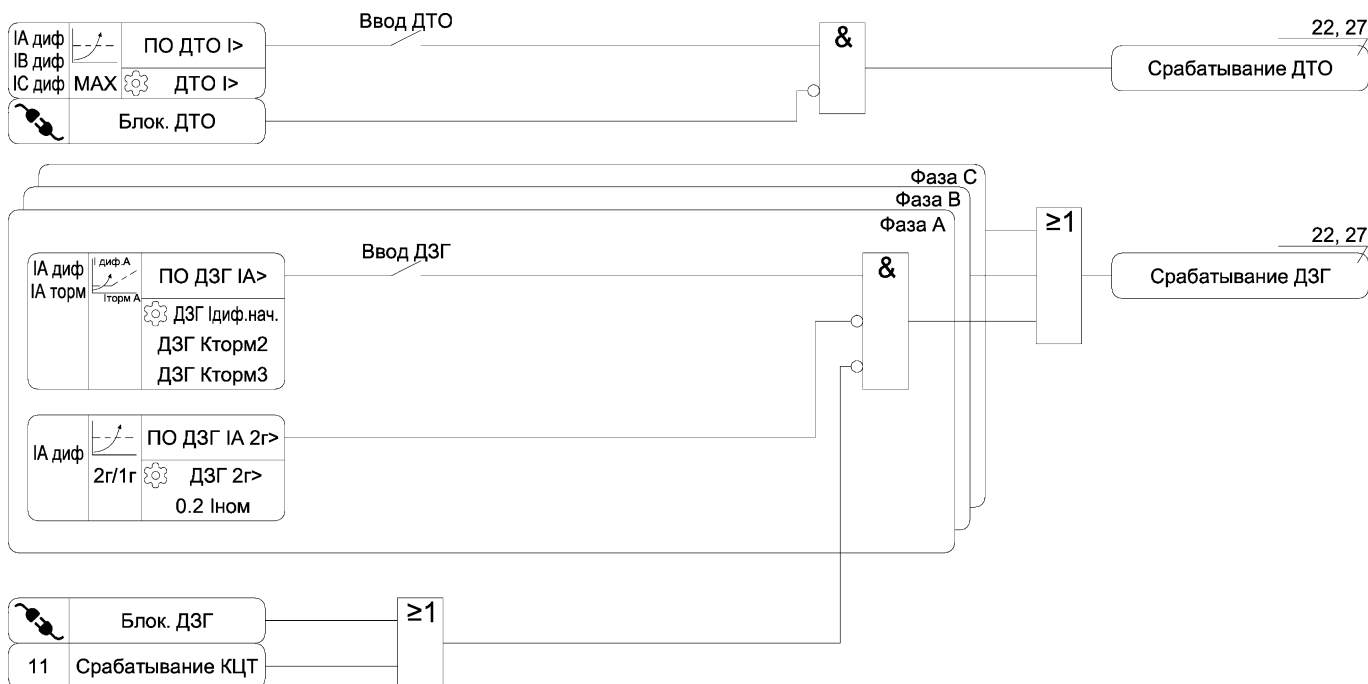 Ввод ДТО
22, 27
IA диф
IB диф
IC диф
MAX
ПО ДТО I>
ДТО I>
&
Срабатывание ДТО
Блок. ДТО
Фаза C
Фаза B
Фаза A
≥1
22, 27
Ввод ДЗГ
IA диф
IA торм
I диф.A
Iторм A
ПО ДЗГ IA>
ДЗГ Iдиф.нач.
ДЗГ Kторм2
ДЗГ Kторм3
&
Срабатывание ДЗГ
IA диф
2г/1г
ПО ДЗГ IA 2г>
ДЗГ 2г>
0.2 Iном
Блок. ДЗГ
≥1
11
Срабатывание КЦТ